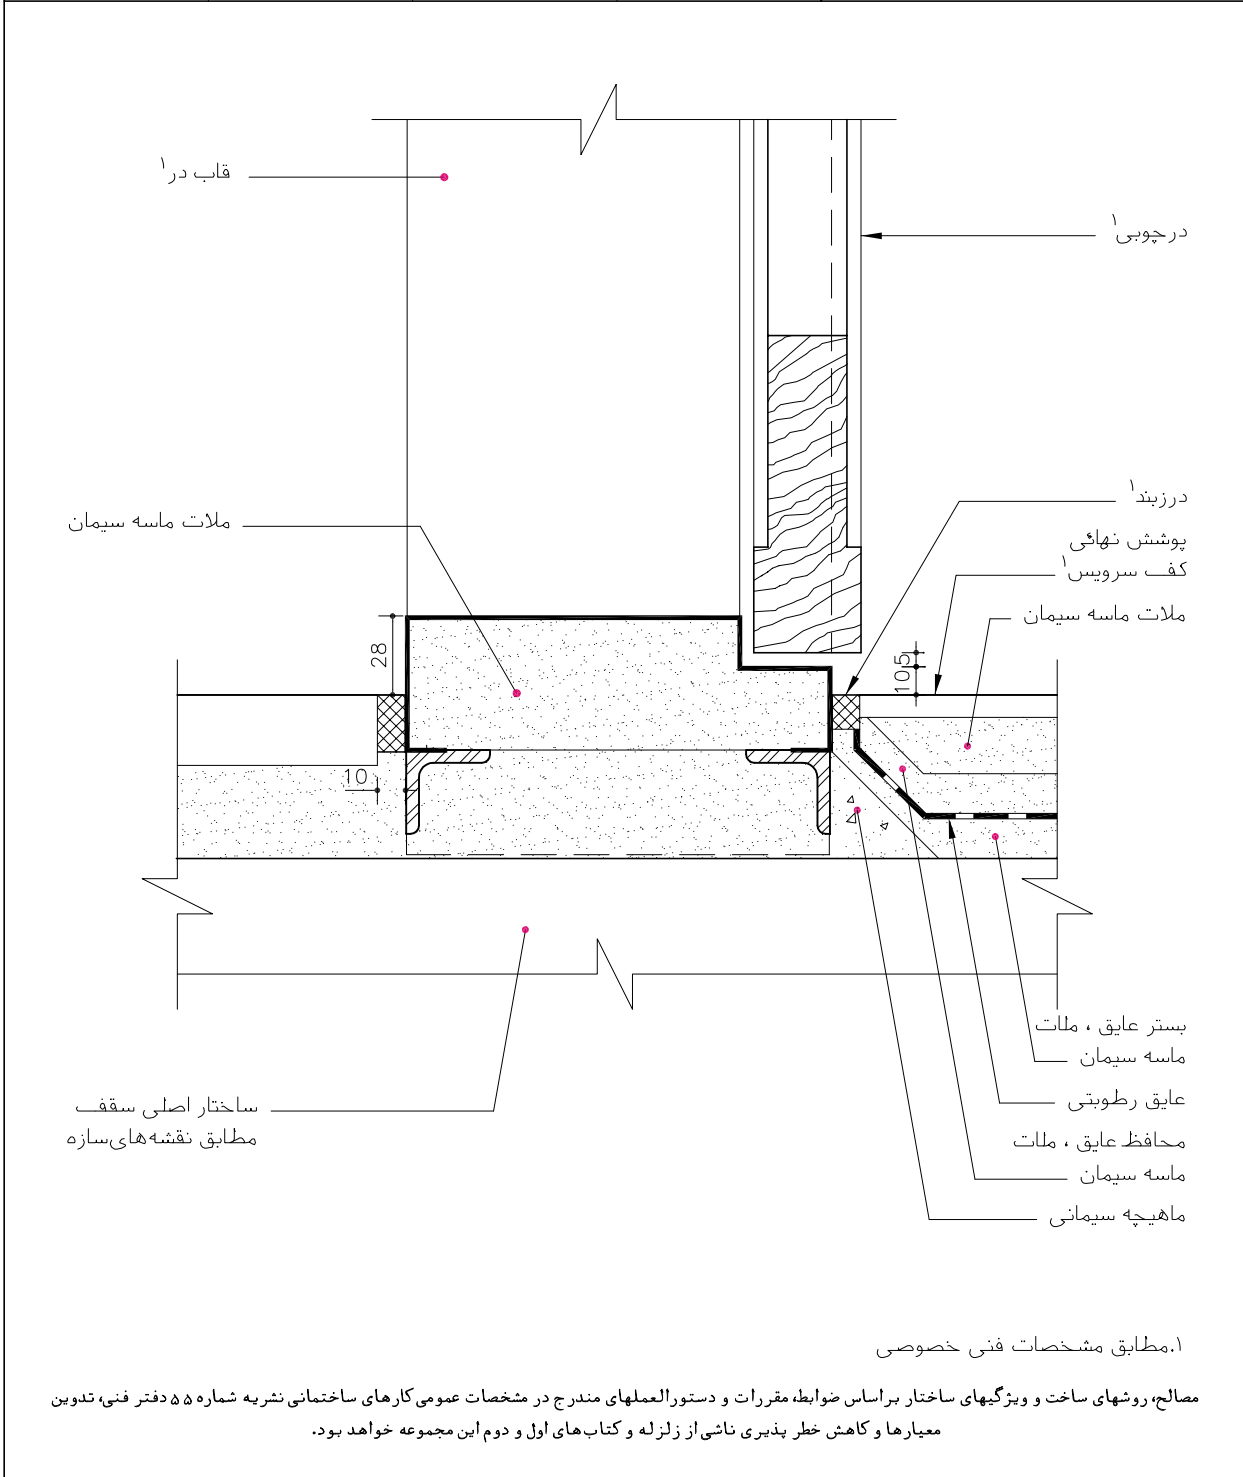 قاب در۱
درچوبی۱
درزبند۱
ملات ماسه سیمان
پوشش نهائی
کف سرویس۱
ملات ماسه سیمان
28
5
10
10
بستر عایق ، ملات
ماسه سیمان
عایق رطوبتی
ساختار اصلی سقف
مطابق نقشه‌های‌سازه
محافظ عایق ، ملات
ماسه سیمان
ماهیچه سیمانی
۱.مطابق مشخصات فنی خصوصی
مصالح، روشهای ساخت و ویژگیهای ساختار براساس ضوابط، مقررات و دستورالعملهای مندرج در مشخصات عمومی کارهای ساختمانی نشریه شماره ۵۵ دفتر فنی، تدوین
معیارها و کاهش خطر پذیری ناشی از زلزله و کتاب‌های اول و دوم این مجموعه خواهد بود.